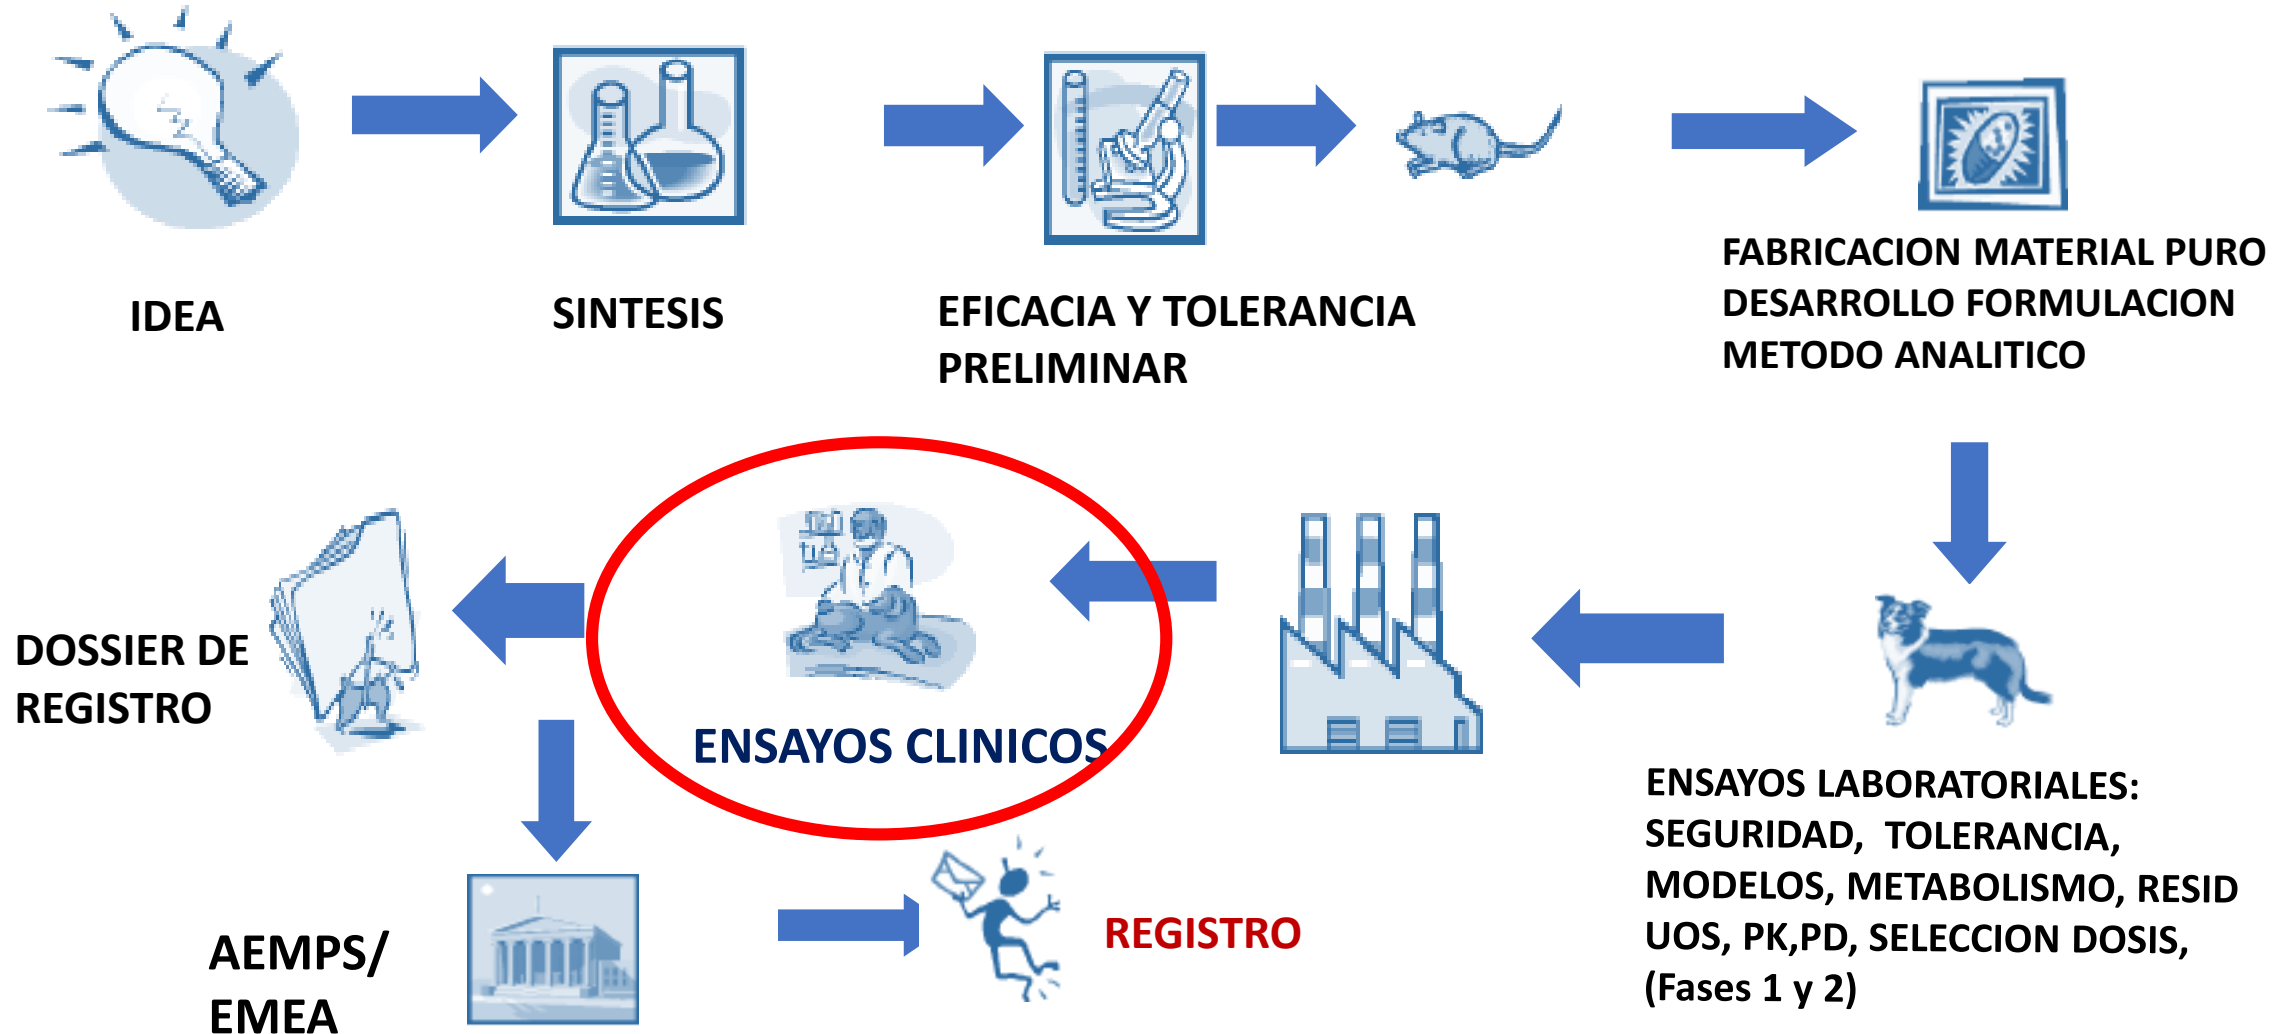 IDEA
SINTESIS
EFICACIA Y TOLERANCIA
PRELIMINAR
FABRICACION MATERIAL PURO
DESARROLLO FORMULACION
METODO ANALITICO
DOSSIER DE
REGISTRO
ENSAYOS CLINICOS
ENSAYOS LABORATORIALES:
SEGURIDAD, TOLERANCIA,
MODELOS, METABOLISMO, RESID
UOS, PK,PD, SELECCION DOSIS,
(Fases 1 y 2)
AEMPS/
EMEA
REGISTRO